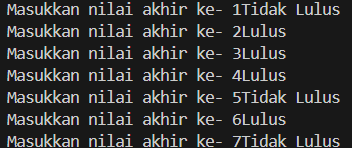 Masukkan nilai akhir ke- 1Tidak Lulus
Masukkan nilai akhir ke- 2Lulus
Masukkan nilai akhir ke- 3Lulus
Masukkan nilai akhir ke- 4Lulus
Masukkan nilai akhir ke- 5Tidak Lulus
Masukkan nilai akhir ke- 6Lulus
Masukkan nilai akhir ke- 7Tidak Lulus